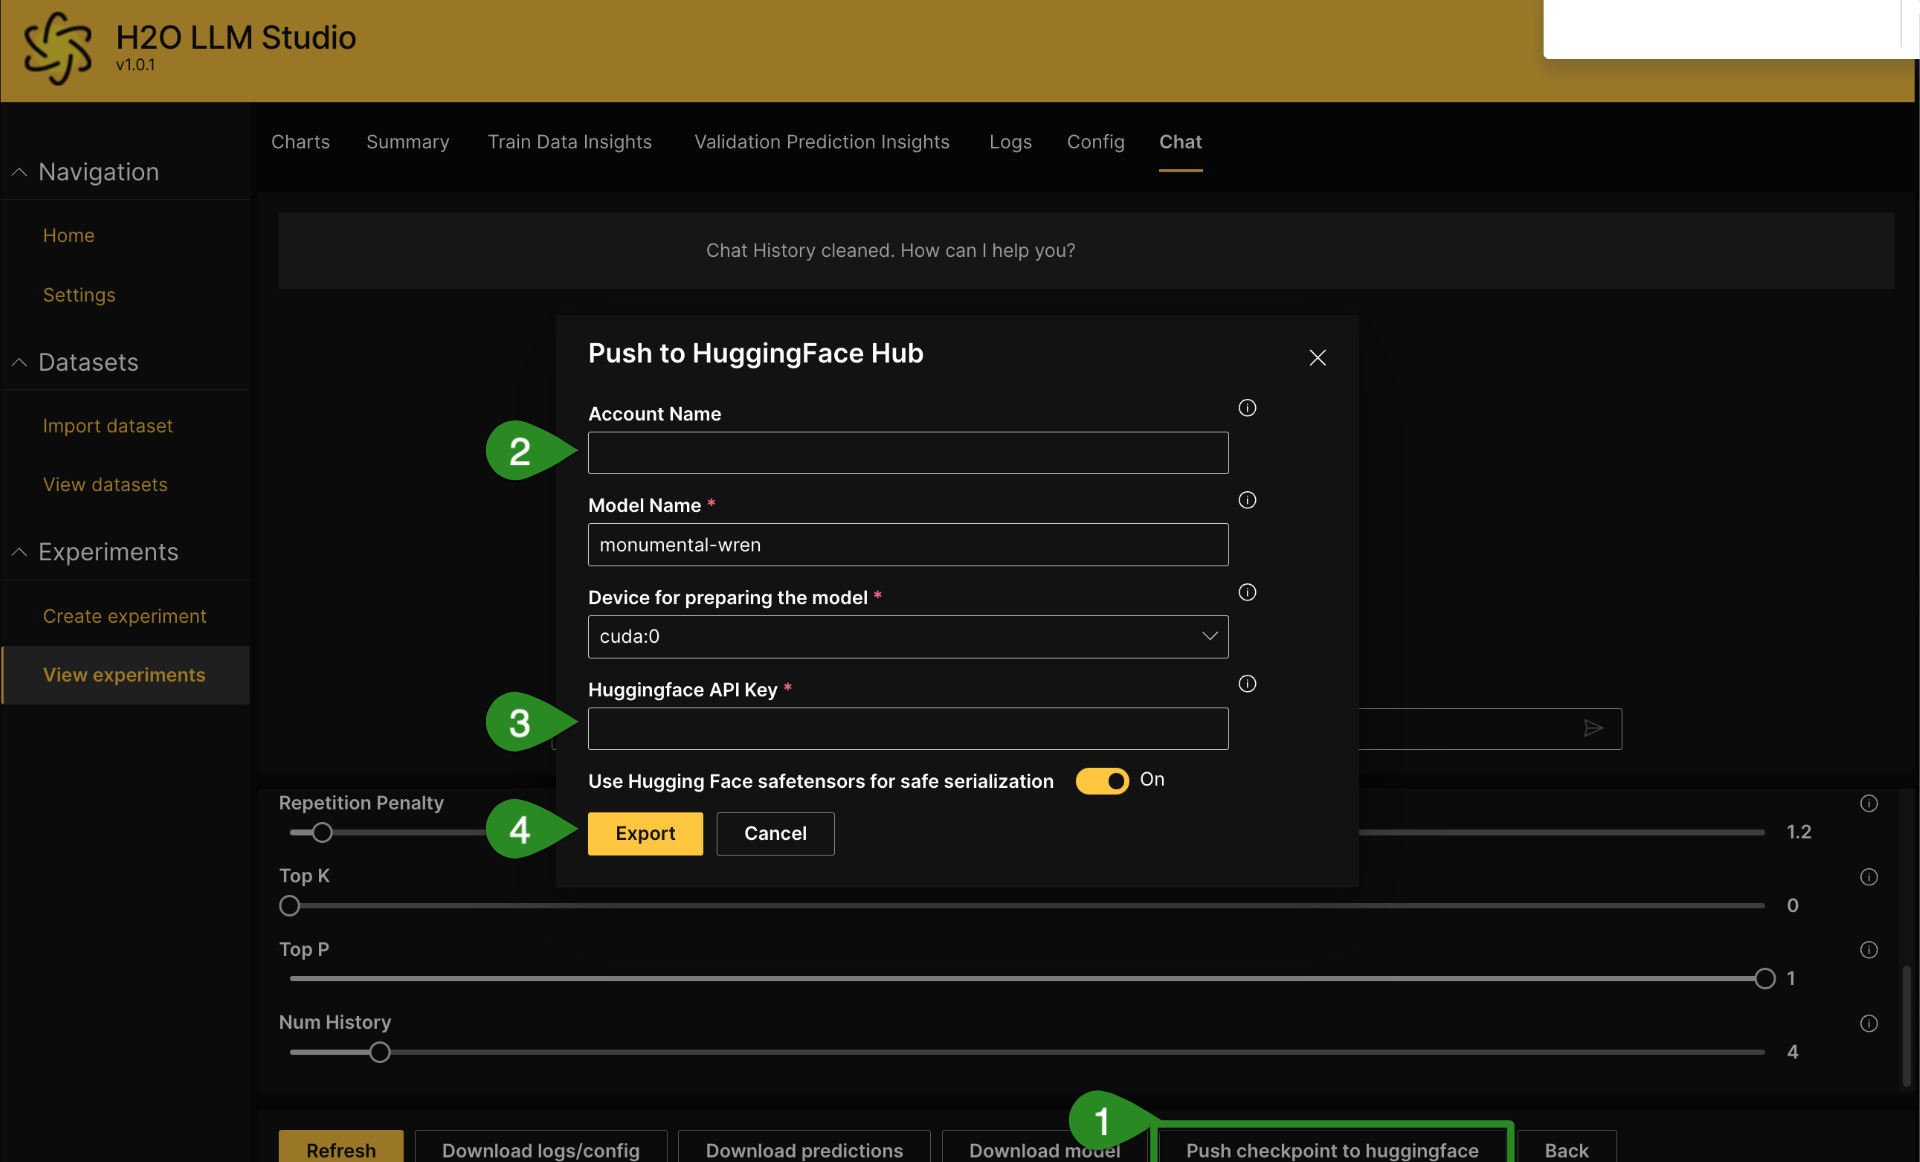 H2O LLM Studio
v1.0.1
Charts Summary Train Data Insights Validation Prediction Insights Logs Config Chat
Navigation
Home
Settings
Datasets
Import dataset
View datasets
Experiments
Create experiment
View experiments
Chat History cleaned. How can I help you?
Push to HuggingFace Hub
Account Name
2
Model Name *
monumental-wren
Device for preparing the model *
cuda:0
Huggingface API Key *
3
Use Hugging Face safetensors for safe serialization On
4 Export Cancel
Repetition Penalty
1.2
Top K
0
Top P
1
Num History
4
1
Refresh Download logs/config Download predictions Download model Push checkpoint to huggingface Back